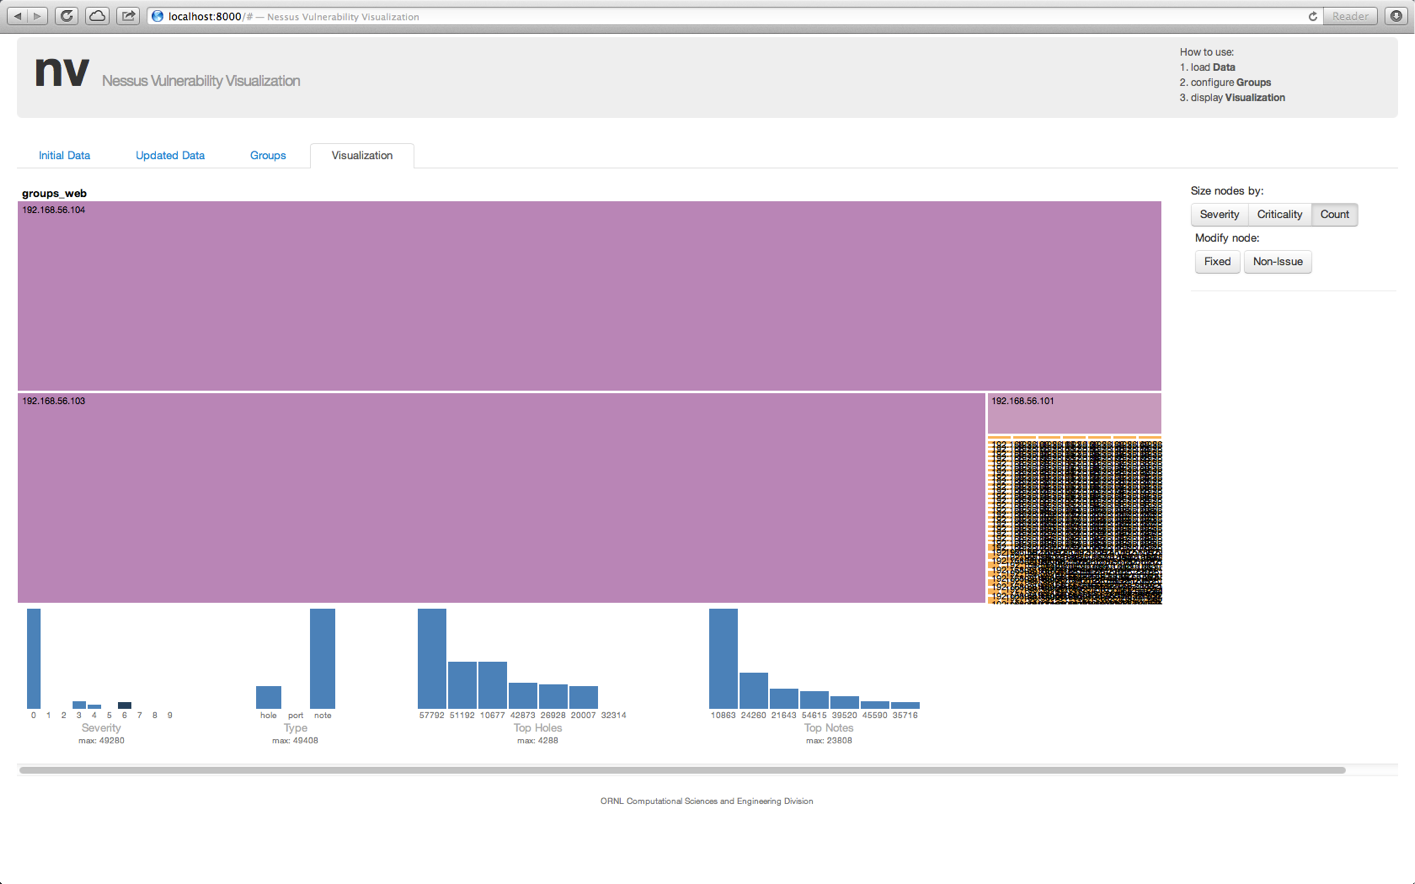 localhost:8000/# — Nessus Vulnerability Visualization
Reader
nv Nessus Vulnerability Visualization
How to use:
1. load Data
2. configure Groups
3. display Visualization
Initial Data
Updated Data
Groups
Visualization
groups_web
192.168.56.104
192.168.56.103
192.168.56.101
Size nodes by:
Severity Criticality Count
Modify node:
Fixed Non-Issue
0 1 2 3 4 5 6 7 8 9
Severity
max: 49280
hole port note
Type
max: 49408
57792 51192 10677 42873 26928 20007 32314
Top Holes
max: 4288
10863 24260 21643 54615 39520 45590 35716
Top Notes
max: 23808
ORNL Computational Sciences and Engineering Division